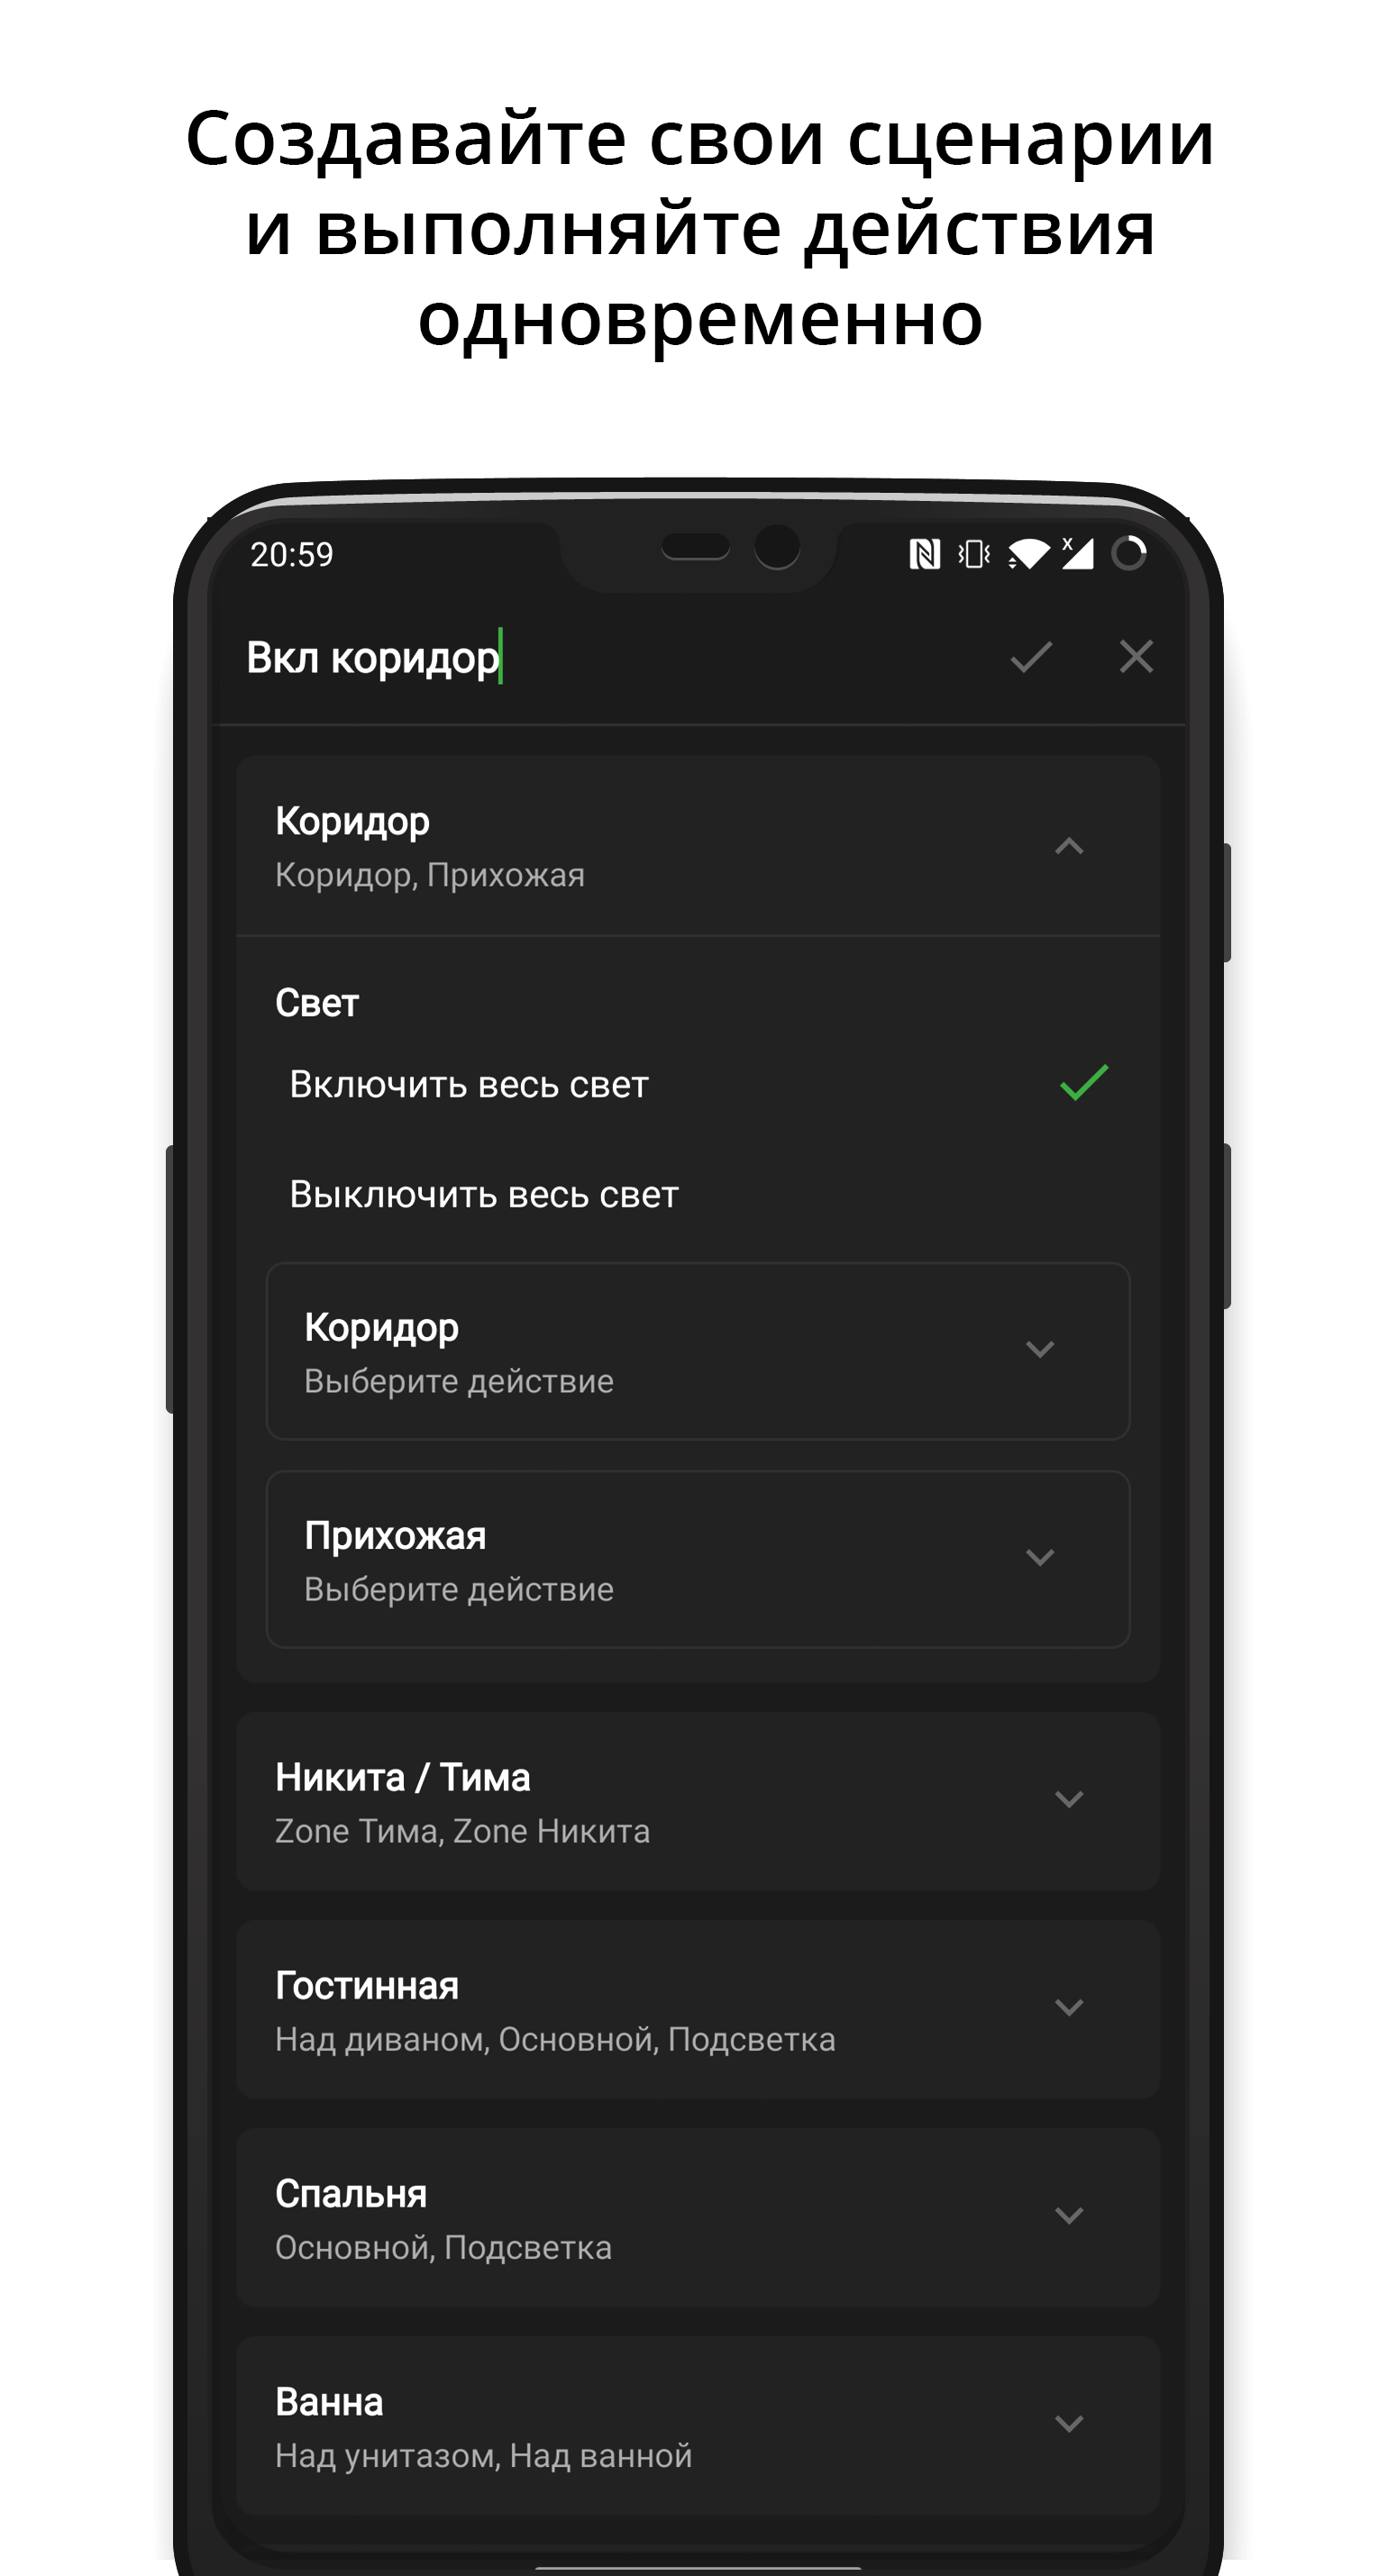 Создавайте свои сценарии
и выполняйте действия
одновременно
20:59
Вкл коридор
Коридор
Коридор, Прихожая
Свет
Включить весь свет
Выключить весь свет
Коридор
Выберите действие
Прихожая
Выберите действие
Никита / Тима
Zone Тима, Zone Никита
Гостинная
Над диваном, Основной, Подсветка
Спальня
Основной, Подсветка
Ванна
Над унитазом, Над ванной